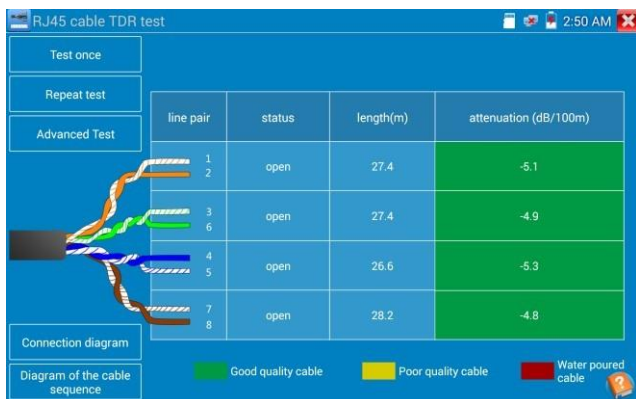 RJ45 cable TDR test
2:50 AM
Test once
Repeat test
Advanced Test
line pair status length(m) attenuation (dB/100m)
1
2
open 27.4 -5.1
3
6
open 27.4 -4.9
4
5
open 26.6 -5.3
7
8
open 28.2 -4.8
Connection diagram
Diagram of the cable
sequence
Good quality cable
Poor quality cable
Water poured
cable